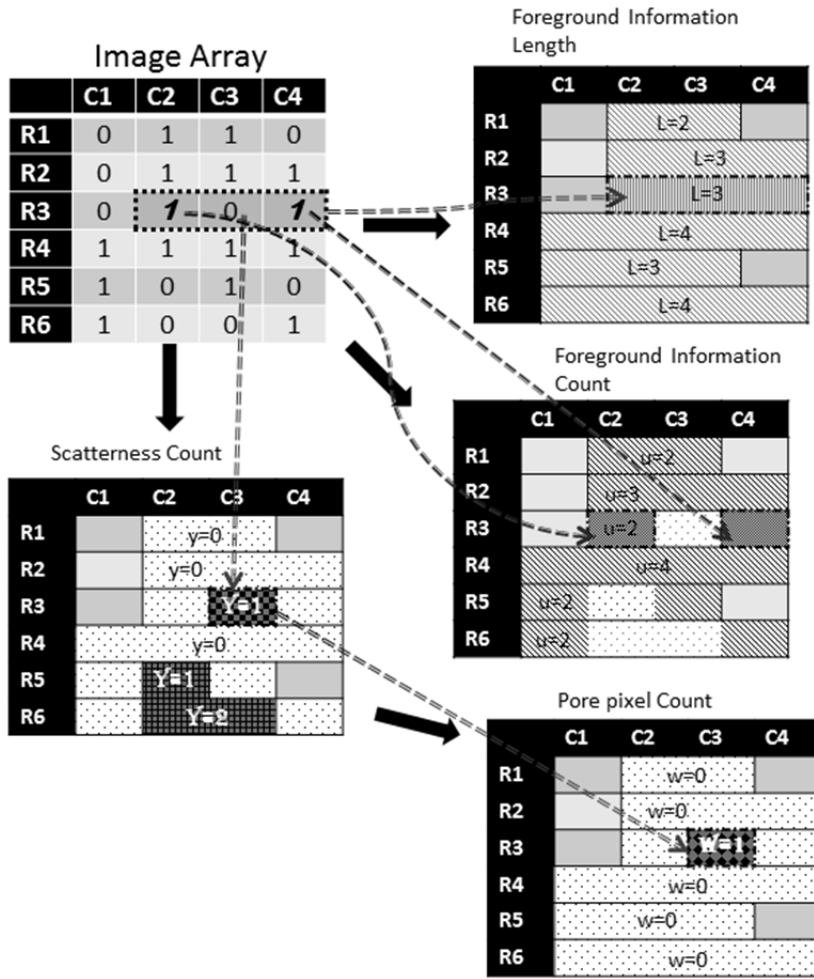 Image Array
C1 C2 C3 C4
R1 0 1 1 0
R2 0 1 1 1
R3 0 1 0 1
R4 1 1 1 1
R5 1 0 1 0
R6 1 0 0 1
Foreground Information
Length
C1 C2 C3 C4
R1 L=2
R2 L=3
R3 L=3
R4 L=4
R5 L=3
R6 L=4
Foreground Information
Count
C1 C2 C3 C4
R1 u=2
R2 u=3
R3 u=2
R4 u=4
R5 u=2
R6 u=2
Scatterness Count
C1 C2 C3 C4
R1 y=0
R2 y=0
R3 Y=1
R4 y=0
R5 Y=1
R6 Y=2
Pore pixel Count
C1 C2 C3 C4
R1 w=0
R2 w=0
R3 W=1
R4 w=0
R5 w=0
R6 w=0